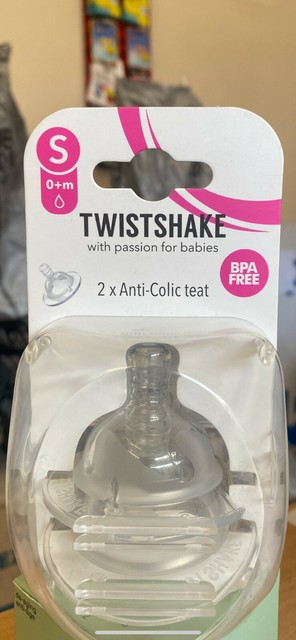 S
0+m
TWISTSHAKE
with passion for babies
BPA
FREE
2 x Anti-Colic teat